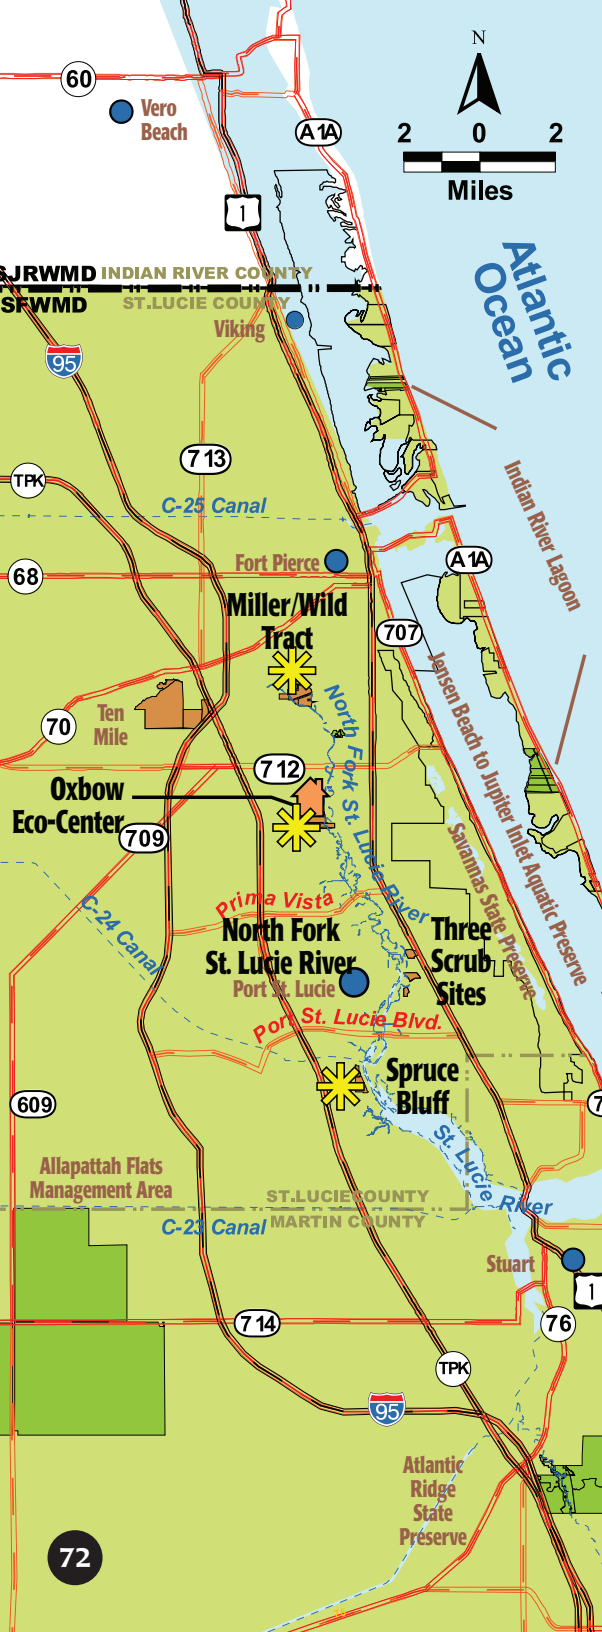 N
60
Vero
Beach
A1A
2 0 2
Miles
1
Atlantic
Ocean
SJRWMD INDIAN RIVER COUNTY
SFWMD ST.LUCIE COUNTY
Viking
95
713
TPK
C-25 Canal
Indian River Lagoon
Fort Pierce
A1A
68
Miller/Wild
Tract
707
Jensen Beach to Jupiter Inlet Aquatic Preserve
Ten
Mile
70
North Fork St. Lucie River
712
Oxbow
Eco-Center
709
Savannas State Preserve
C-24 Canal
Prima Vista
North Fork
St. Lucie River
Port St. Lucie
Three
Scrub
Sites
Port St. Lucie Blvd.
Spruce
Bluff
609
7
St. Lucie River
Allapattah Flats
Management Area
ST.LUCIE COUNTY
C-23 Canal
MARTIN COUNTY
Stuart
1
714
76
TPK
95
Atlantic
Ridge
State
Preserve
72